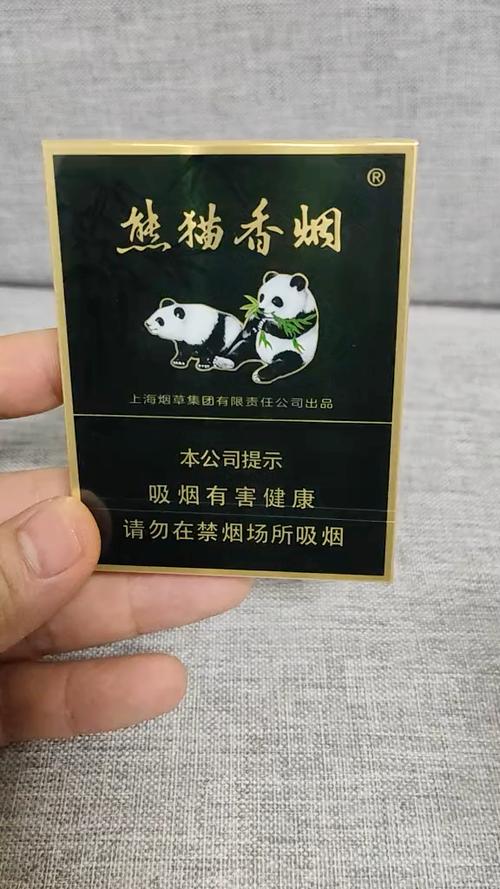 ®
熊猫香烟
上海烟草集团有限责任公司出品
本公司提示
吸烟有害健康
请勿在禁烟场所吸烟